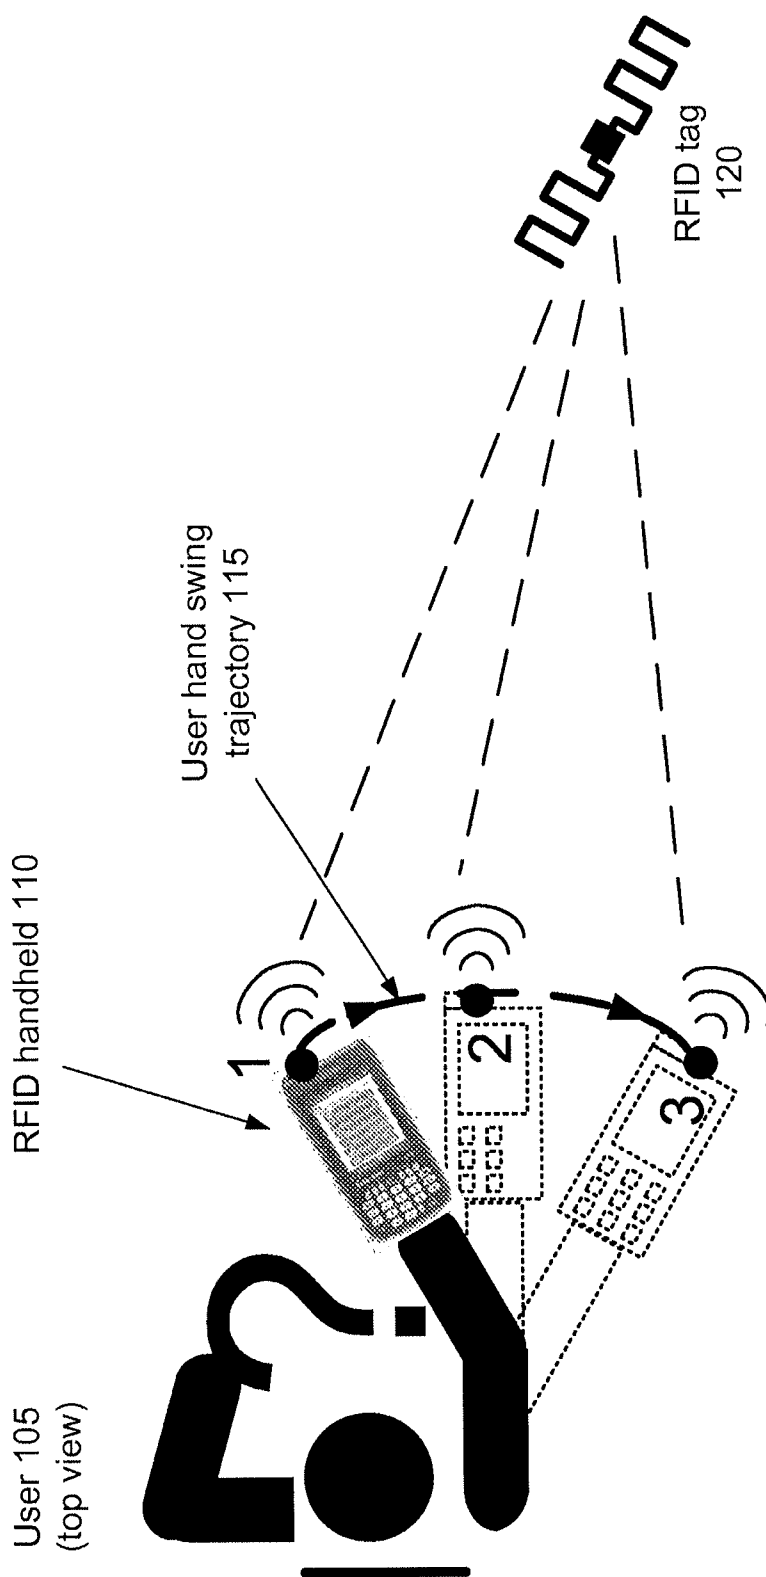 User 105
(top view)
RFID handheld 110
User hand swing
trajectory 115
RFID tag
120
1
2
3
?